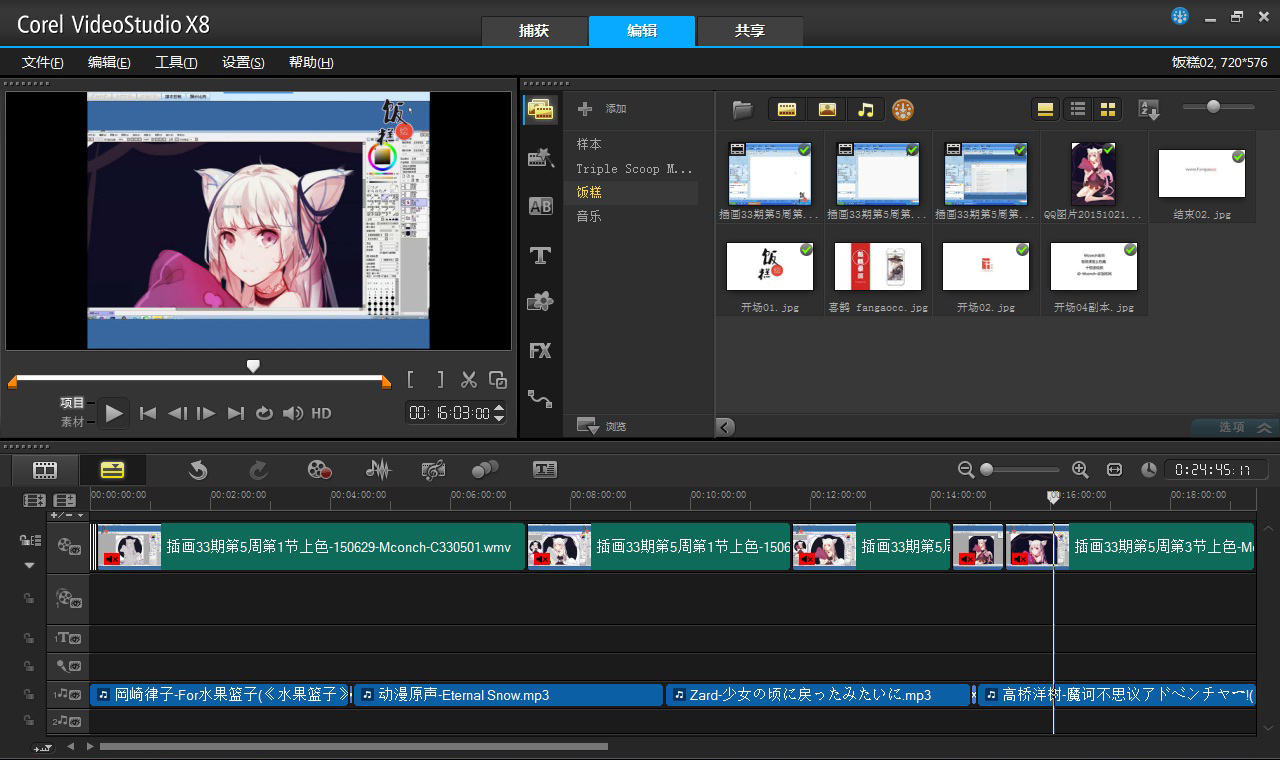 Corel VideoStudio X8
捕获
编辑
共享
文件(F)
编辑(E)
工具(T)
设置(S)
帮助(H)
饭糕02, 720*576
饭糕
绘
添加
样本
Triple Scoop M...
饭糕
音乐
浏览
插画33期第5周第...
插画33期第5周第...
插画33期第5周第...
QQ图片20151021...
结束02.jpg
开场01.jpg
喜鹊 fangaocc.jpg
开场02.jpg
开场04副本.jpg
选项
项目
素材
HD
00:16:03:00
AB
T
FX
0:24:45:17
00:00:00:00
00:02:00:00
00:04:00:00
00:06:00:00
00:08:00:00
00:10:00:00
00:12:00:00
00:14:00:00
00:16:00:00
00:18:00:00
插画33期第5周第1节上色-150629-Mconch-C330501.wmv
插画33期第5周第1节上色-1506
插画33期第5周
插画33期第5周第3节上色-Mc
1
1T
1
岡崎律子-For水果篮子(《水果篮子》
动漫原声-Eternal Snow.mp3
Zard-少女の頃に戻ったみたいに.mp3
高桥洋树-魔诃不思议アドベンチャー!(
2